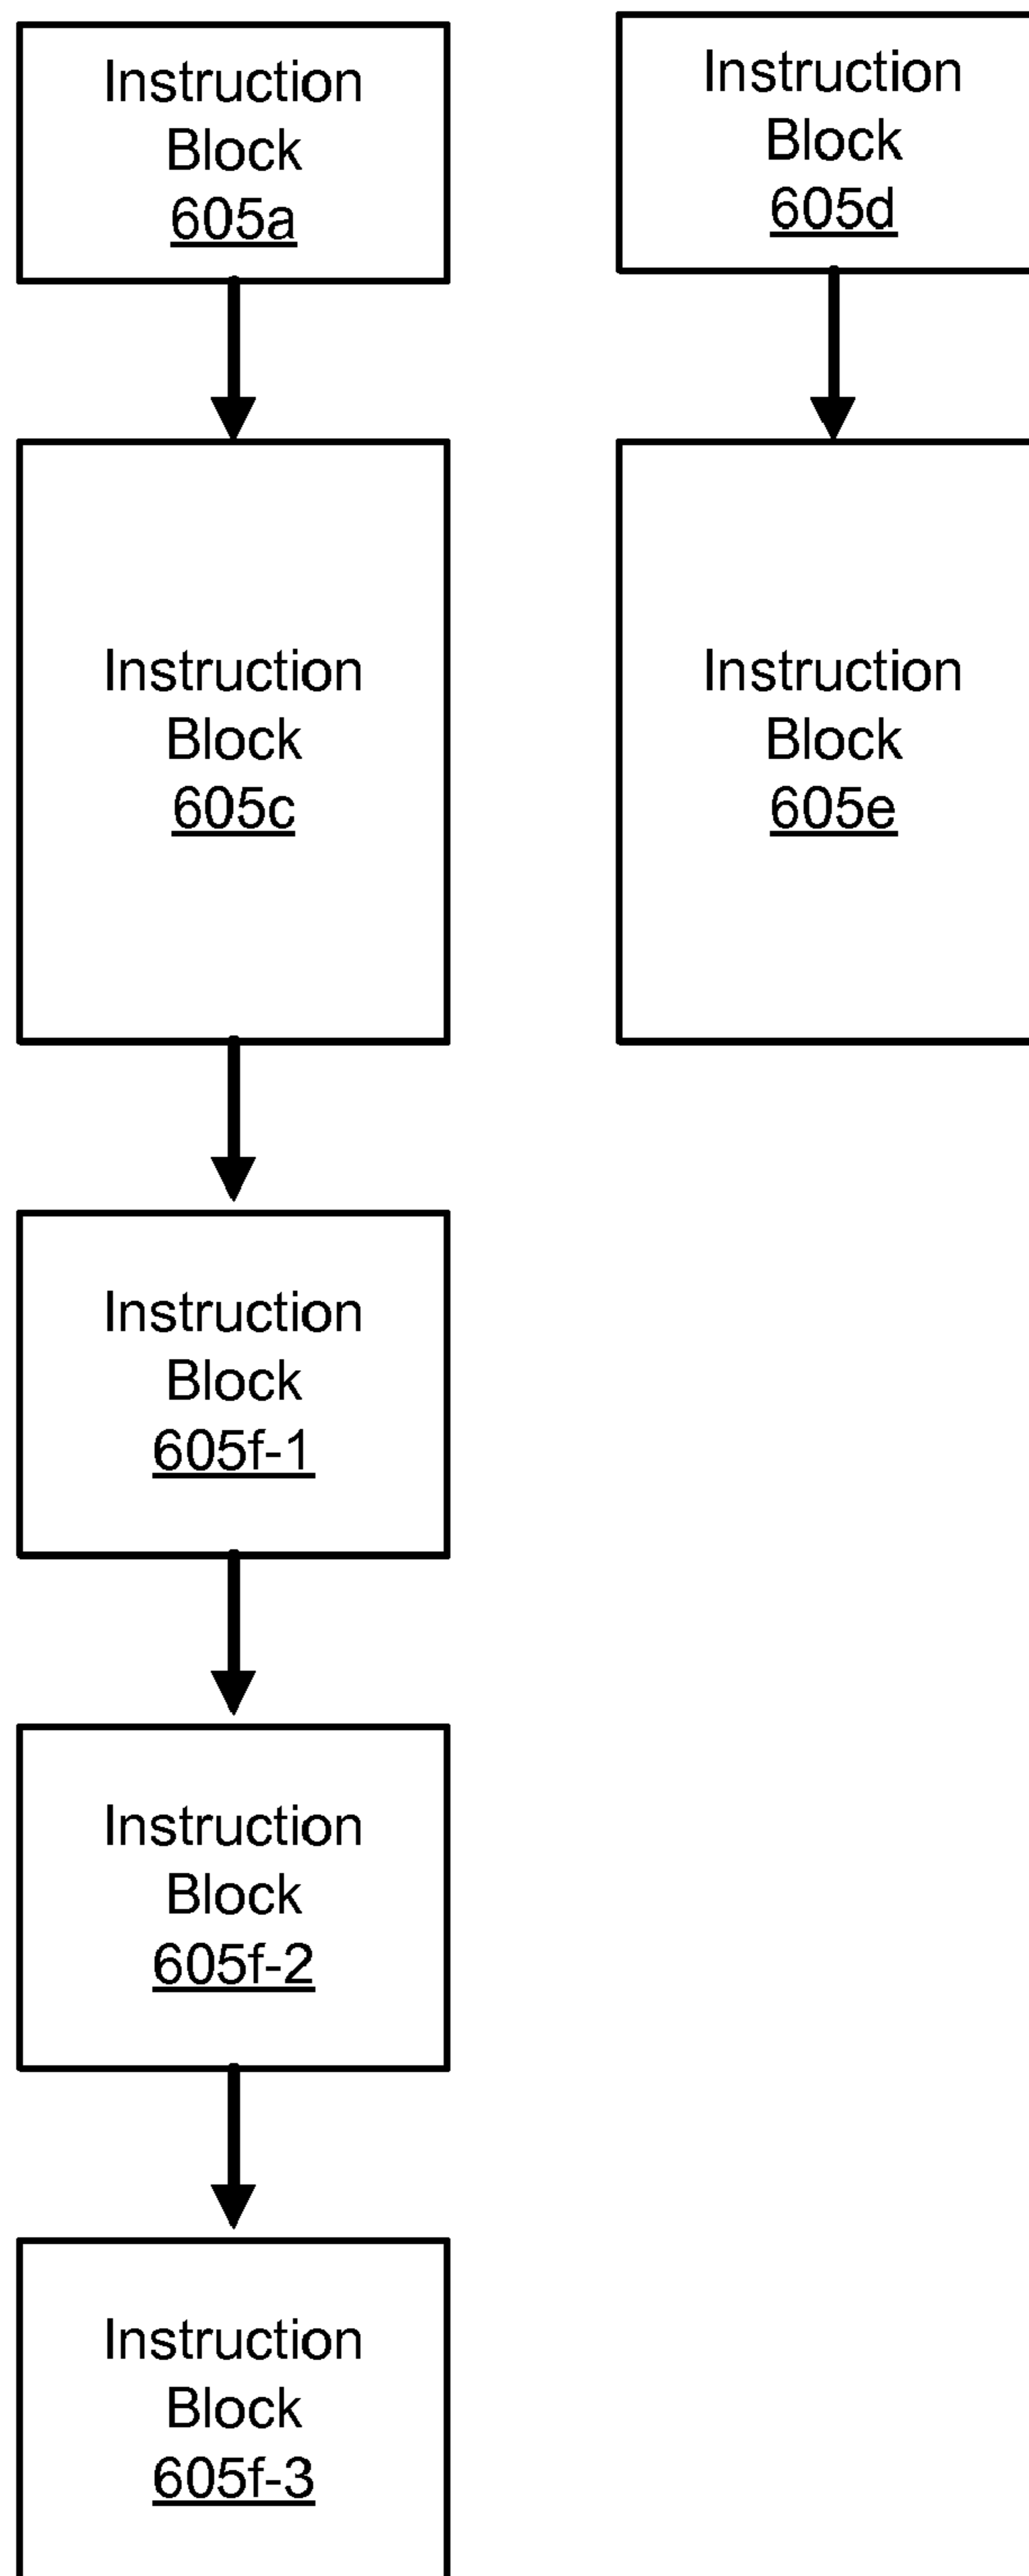 Instruction
Block
605a
Instruction
Block
605d
Instruction
Block
605c
Instruction
Block
605e
Instruction
Block
605f-1
Instruction
Block
605f-2
Instruction
Block
605f-3